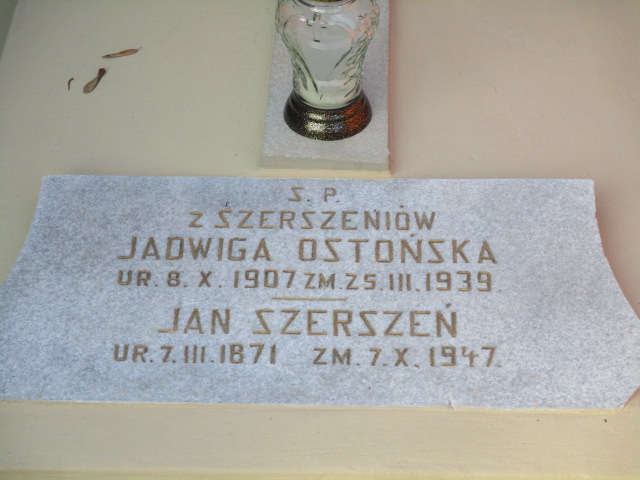 Ś. P.
Z SZERSZENIÓW
JADWIGA OSTOŃSKA
UR. 8. X. 1907 ZM. 25. III. 1939
JAN SZERSZEŃ
UR. 7. III. 1871 ZM. 7. X. 1947